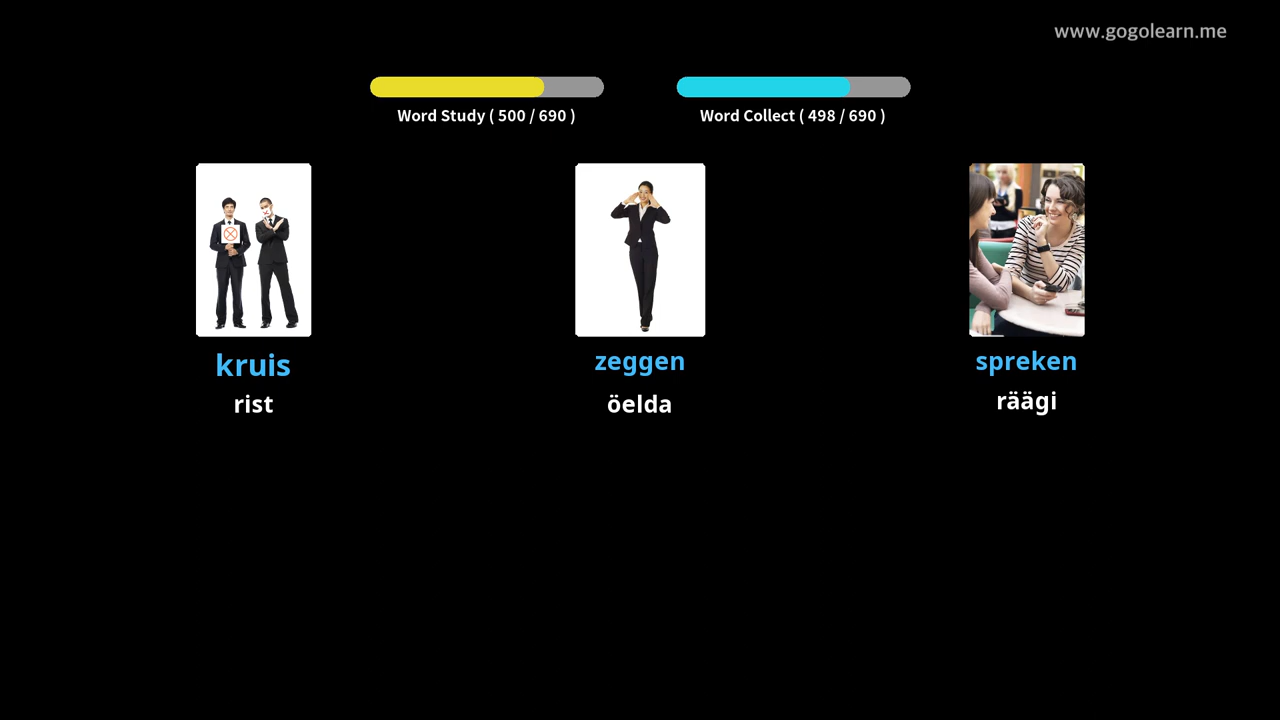 www.gogolearn.me
Word Study ( 500 / 690 )
Word Collect ( 498 / 690 )
kruis
rist
zeggen
öelda
spreken
räägi